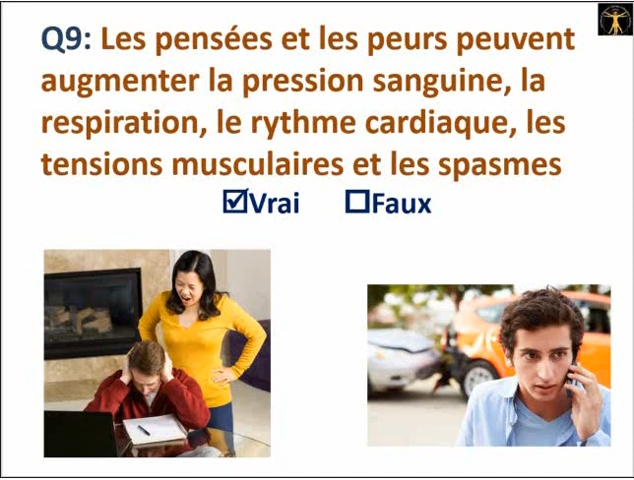 Q9: Les pensées et les peurs peuvent
augmenter la pression sanguine, la
respiration, le rythme cardiaque, les
tensions musculaires et les spasmes
☑Vrai ☐Faux